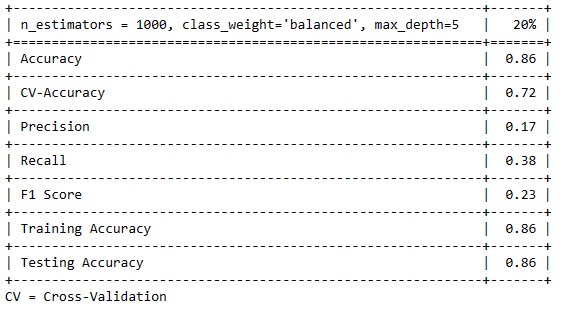 n_estimators = 1000, class_weight='balanced', max_depth=5 | 20%
Accuracy | 0.86
CV-Accuracy | 0.72
Precision | 0.17
Recall | 0.38
F1 Score | 0.23
Training Accuracy | 0.86
Testing Accuracy | 0.86
CV = Cross-Validation